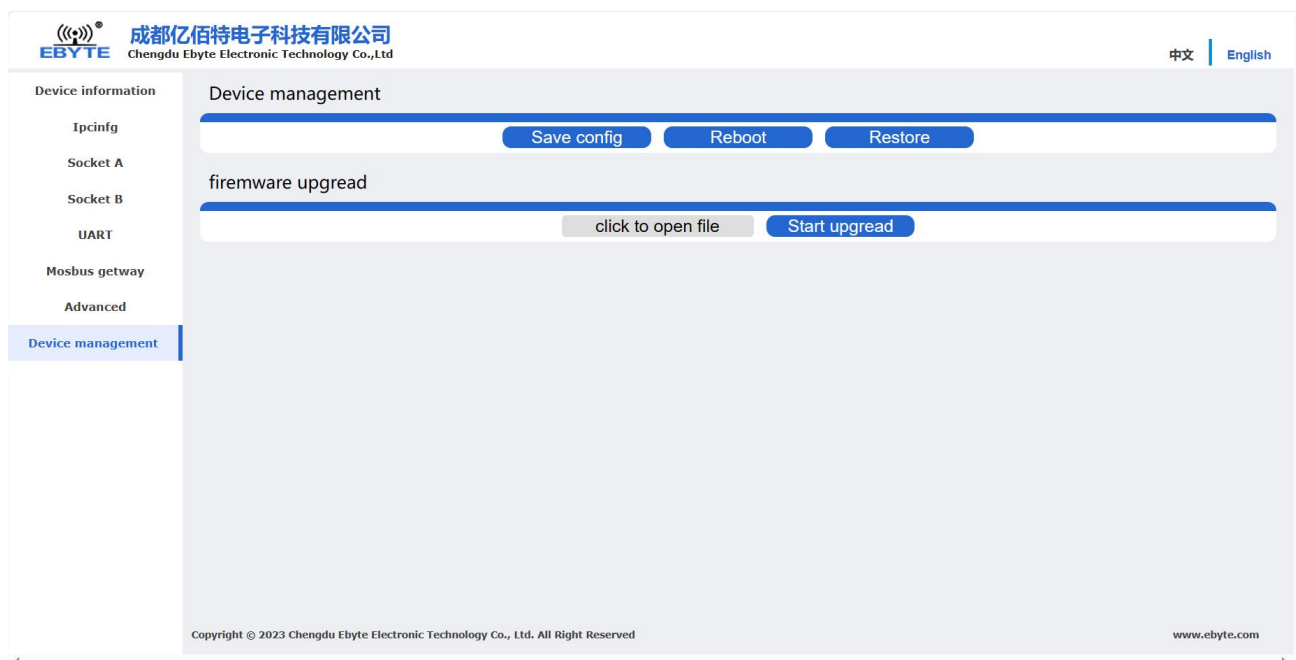 EBYTE ®
成都亿佰特电子科技有限公司
Chengdu Ebyte Electronic Technology Co.,Ltd
中文 English
Device information
Ipcinfg
Socket A
Socket B
UART
Mosbus getway
Advanced
Device management
Device management
Save config Reboot Restore
firemware upgread
click to open file Start upgread
Copyright © 2023 Chengdu Ebyte Electronic Technology Co., Ltd. All Right Reserved
www.ebyte.com